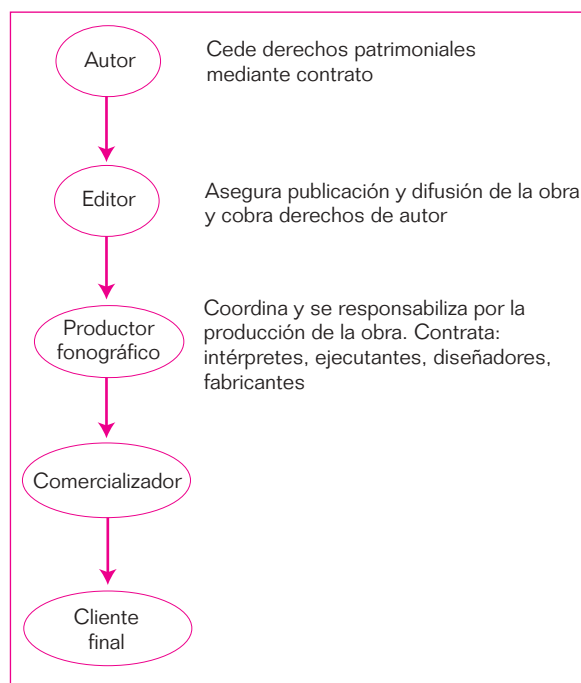 Autor
Cede derechos patrimoniales
mediante contrato
Editor
Asegura publicación y difusión de la obra
y cobra derechos de autor
Productor
fonográfico
Coordina y se responsabiliza por la
producción de la obra. Contrata:
intérpretes, ejecutantes, diseñadores,
fabricantes
Comercializador
Cliente
final